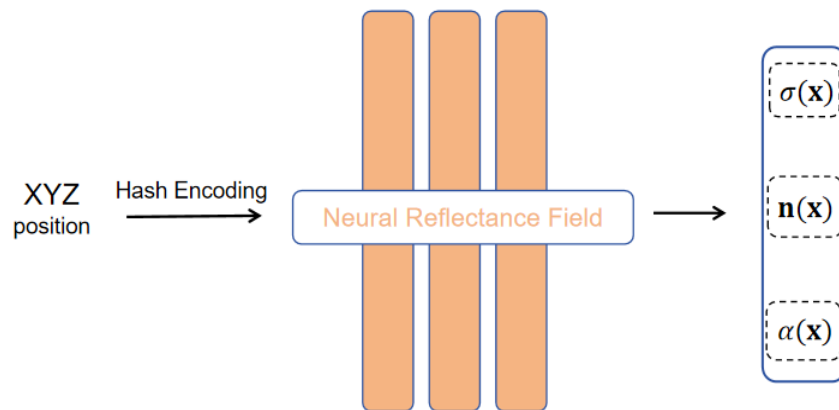 XYZ
position
Hash Encoding
Neural Reflectance Field
σ(𝐱)
𝐧(𝐱)
α(𝐱)